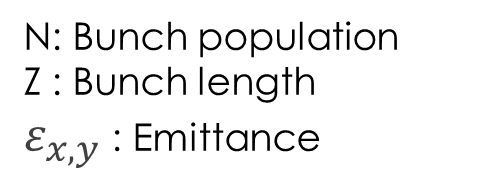 N: Bunch population
Z : Bunch length
εx,y : Emittance